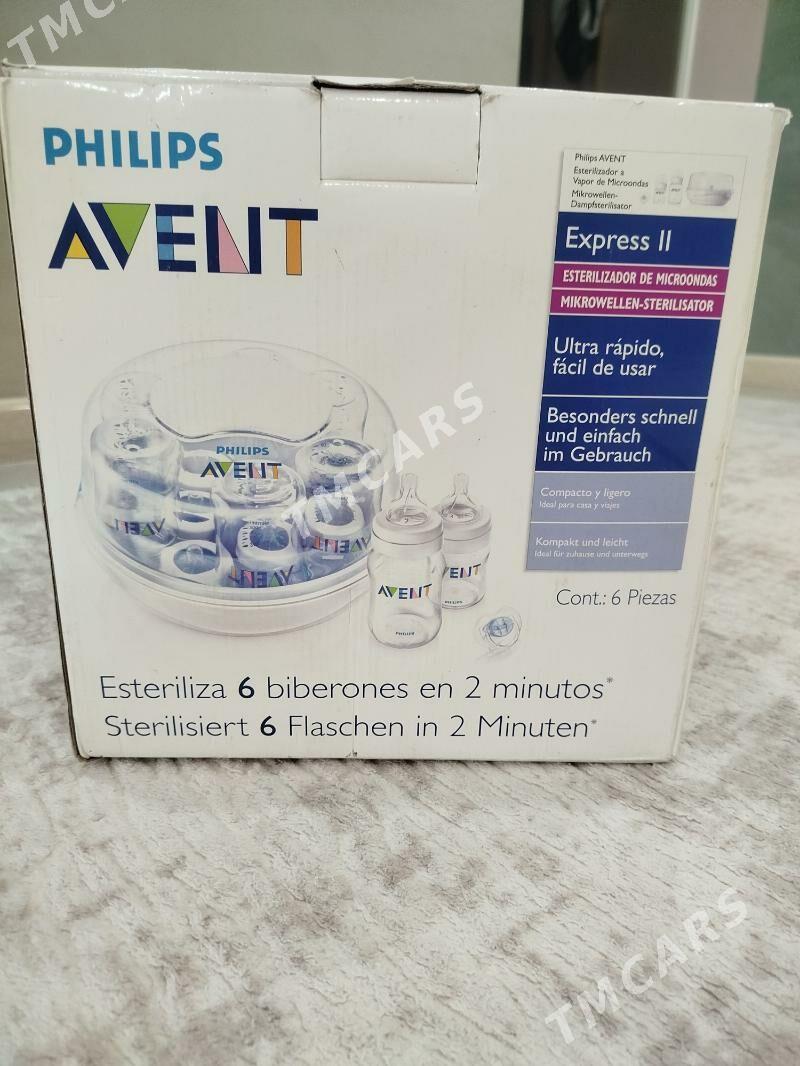 TMCARS
PHILIPS
AVENT
Philips AVENT
Esterilizador a
Vapor de Microondas
Mikrowellen-
Dampfsterilisator
Express II
ESTERILIZADOR DE MICROONDAS
MIKROWELLEN-STERILISATOR
Ultra rápido,
fácil de usar
Besonders schnell
und einfach
im Gebrauch
Compacto y ligero
Ideal para casa y viajes
Kompakt und leicht
Ideal für zuhause und unterwegs
Cont.: 6 Piezas
PHILIPS
AVENT
TMCARS
AVENT
AVENT
AVENT
AVENT
PHILIPS
VENT
Esteriliza 6 biberones en 2 minutos*
Sterilisiert 6 Flaschen in 2 Minuten*
TMCARS